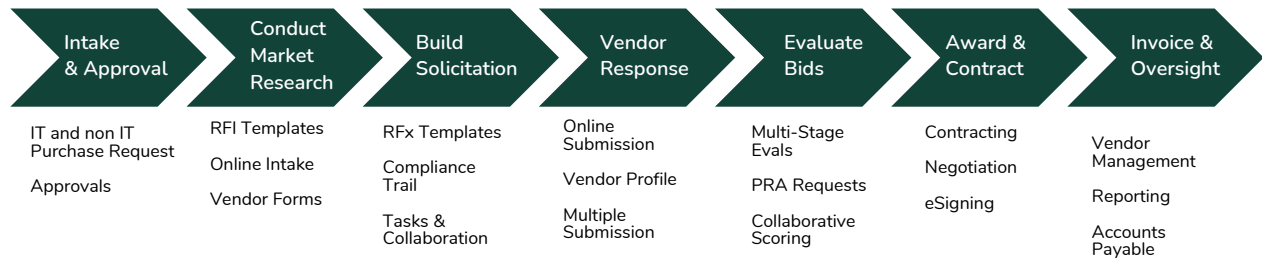 Intake
& Approval
Conduct
Market
Research
Build
Solicitation
Vendor
Response
Evaluate
Bids
Award &
Contract
Invoice &
Oversight
IT and non IT
Purchase Request
Approvals
RFI Templates
Online Intake
Vendor Forms
RFx Templates
Compliance
Trail
Tasks &
Collaboration
Online
Submission
Vendor Profile
Multiple
Submission
Multi-Stage
Evals
PRA Requests
Collaborative
Scoring
Contracting
Negotiation
eSigning
Vendor
Management
Reporting
Accounts
Payable